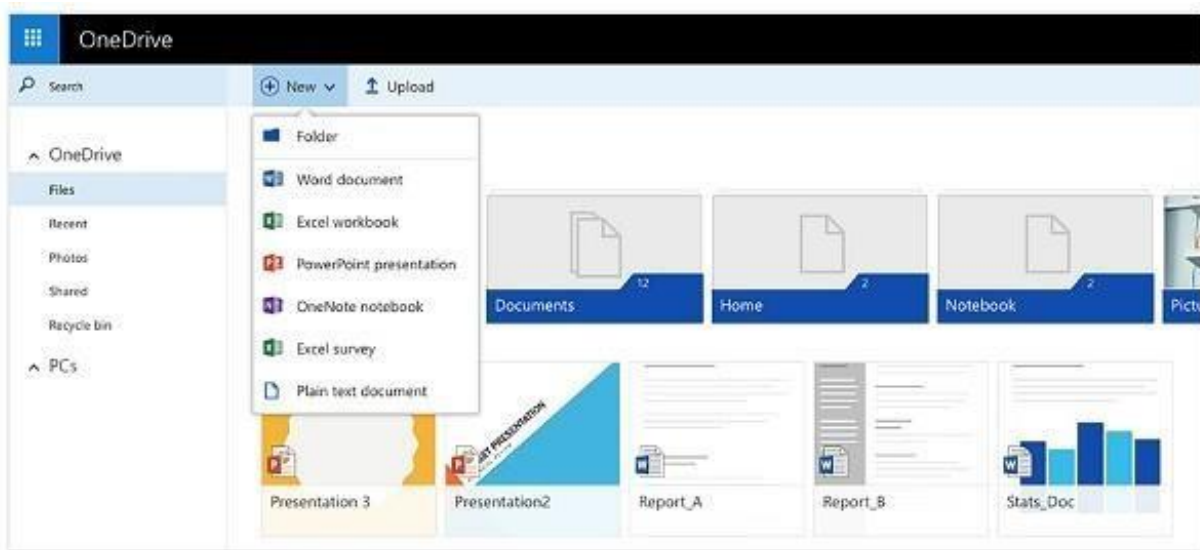 OneDrive
Search
New
Upload
OneDrive
Files
Recent
Photos
Shared
Recycle bin
PCs
Folder
Word document
Excel workbook
PowerPoint presentation
OneNote notebook
Excel survey
Plain text document
Documents
12
Home
2
Notebook
2
Pictu
PRESENTATION
Presentation 3
Presentation2
Report_A
Report_B
Stats_Doc